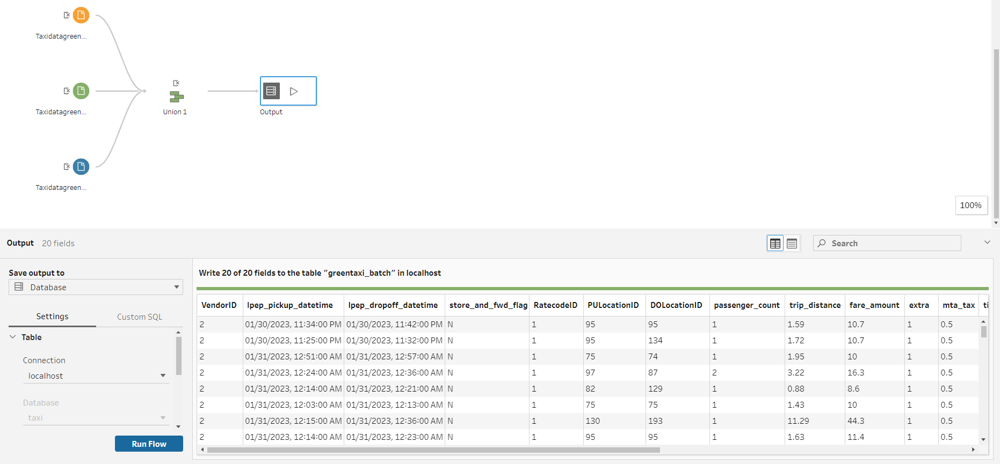 Taxidatagreen...
Taxidatagreen...
Union 1
Output
Taxidatagreen...
100%
Output 20 fields
Search
Save output to
Database
Settings Custom SQL
Table
Connection
localhost
Database
taxi
Run Flow
Write 20 of 20 fields to the table "greentaxi_batch" in localhost
VendorID lpep_pickup_datetime lpep_dropoff_datetime store_and_fwd_flag RatecodeID PULocationID DOLocationID passenger_count trip_distance fare_amount extra mta_tax ti
2 01/30/2023, 11:34:00 PM 01/30/2023, 11:42:00 PM N 1 95 95 1 1.59 10.7 1 0.5
2 01/30/2023, 11:25:00 PM 01/30/2023, 11:32:00 PM N 1 95 134 1 1.72 10.7 1 0.5
2 01/31/2023, 12:51:00 AM 01/31/2023, 12:57:00 AM N 1 75 74 1 1.95 10 1 0.5
2 01/31/2023, 12:24:00 AM 01/31/2023, 12:36:00 AM N 1 97 87 2 3.22 16.3 1 0.5
2 01/31/2023, 12:14:00 AM 01/31/2023, 12:21:00 AM N 1 82 129 1 0.88 8.6 1 0.5
2 01/31/2023, 12:03:00 AM 01/31/2023, 12:13:00 AM N 1 75 75 1 1.43 10 1 0.5
2 01/31/2023, 12:15:00 AM 01/31/2023, 12:36:00 AM N 1 130 193 1 11.29 44.3 1 0.5
2 01/31/2023, 12:14:00 AM 01/31/2023, 12:23:00 AM N 1 95 95 1 1.63 11.4 1 0.5